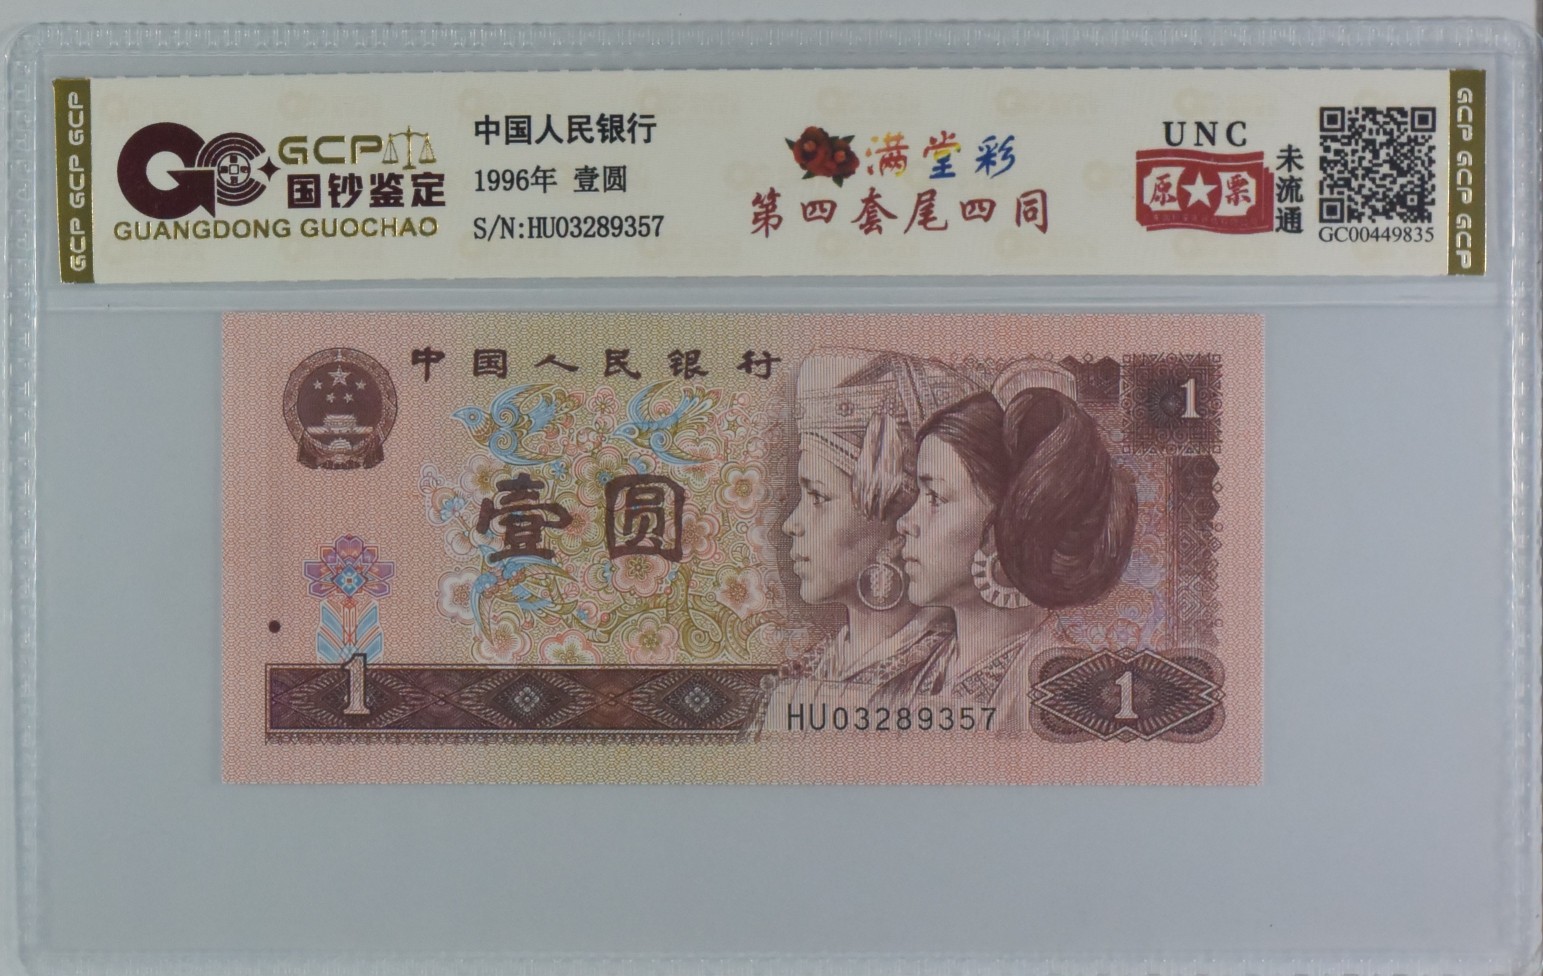 GCP GCP GCP
GCP
国钞鉴定
GUANGDONG GUOCHAO
中国人民银行
1996年 壹圆
S/N:HU03289357
满堂彩
第四套尾四同
UNC
原票
未流通
GC00449835
GCP GCP GCP
中国人民银行
1
壹圆
1
HU03289357
1